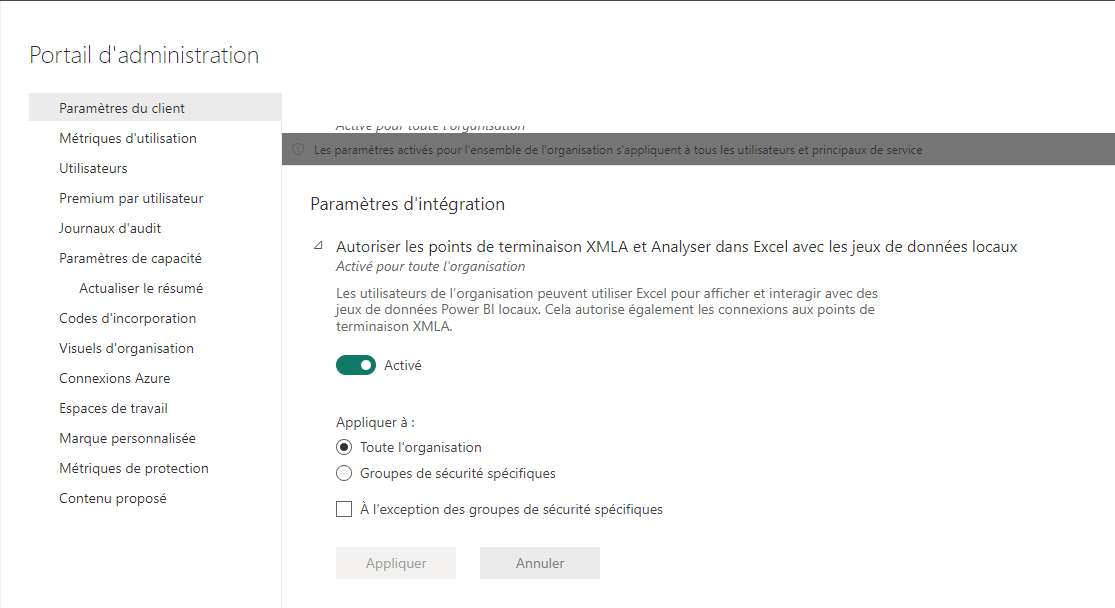 Portail d'administration
Paramètres du client
Métriques d'utilisation
Utilisateurs
Premium par utilisateur
Journaux d'audit
Paramètres de capacité
Actualiser le résumé
Codes d'incorporation
Visuels d'organisation
Connexions Azure
Espaces de travail
Marque personnalisée
Métriques de protection
Contenu proposé
Activé pour toute l'organisation
Les paramètres activés pour l'ensemble de l'organisation s'appliquent à tous les utilisateurs et principaux de service
Paramètres d'intégration
Autoriser les points de terminaison XMLA et Analyser dans Excel avec les jeux de données locaux
Activé pour toute l'organisation
Les utilisateurs de l'organisation peuvent utiliser Excel pour afficher et interagir avec des
jeux de données Power BI locaux. Cela autorise également les connexions aux points de
terminaison XMLA.
Activé
Appliquer à :
Toute l'organisation
Groupes de sécurité spécifiques
À l'exception des groupes de sécurité spécifiques
Appliquer
Annuler